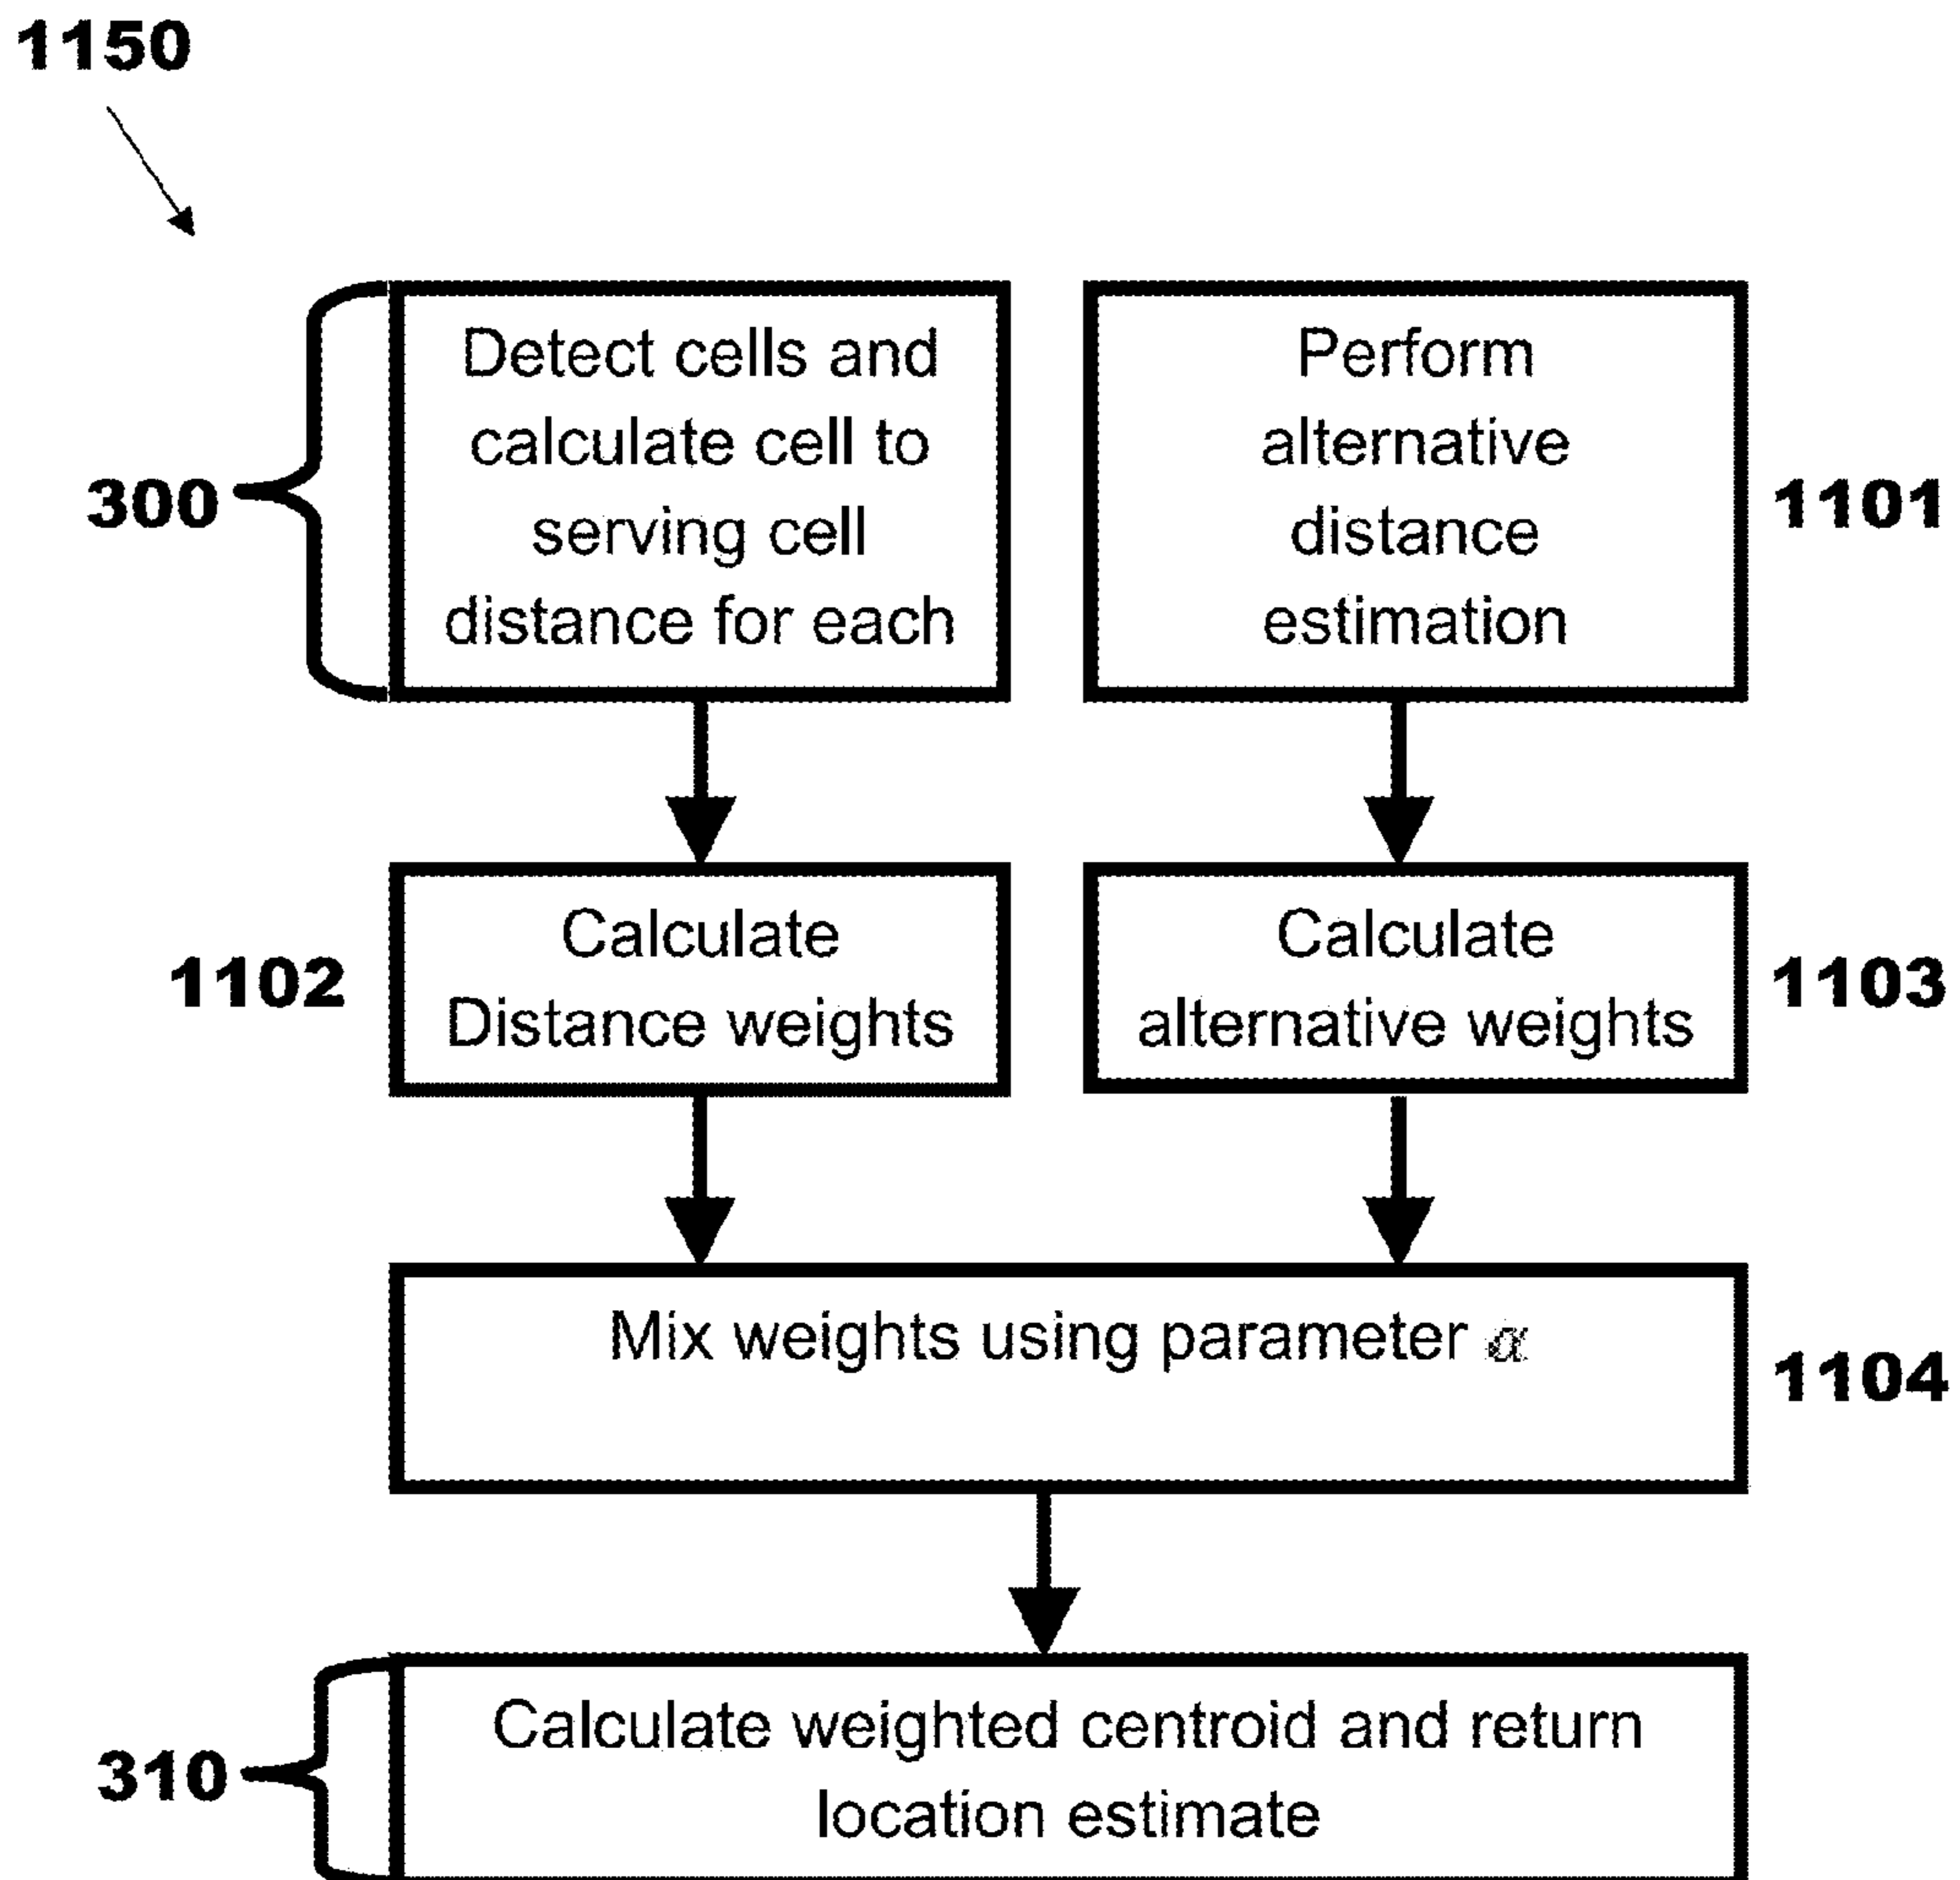 1150
Detect cells and
calculate cell to
serving cell
distance for each
300
Perform
alternative
distance
estimation
1101
Calculate
Distance weights
1102
Calculate
alternative weights
1103
Mix weights using parameter α
1104
Calculate weighted centroid and return
location estimate
310